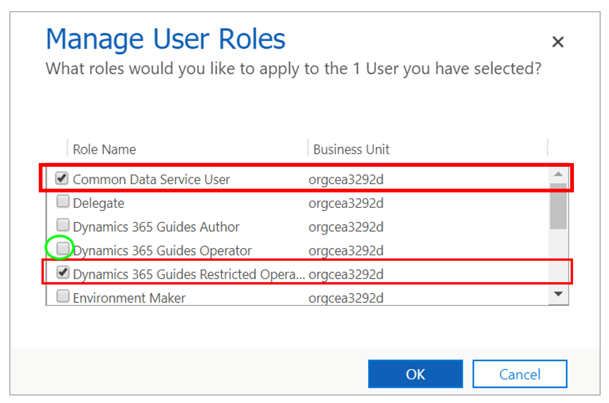 Manage User Roles
What roles would you like to apply to the 1 User you have selected?
Role Name Business Unit
Common Data Service User orgcea3292d
Delegate orgcea3292d
Dynamics 365 Guides Author orgcea3292d
Dynamics 365 Guides Operator orgcea3292d
Dynamics 365 Guides Restricted Opera... orgcea3292d
Environment Maker orgcea3292d
OK Cancel